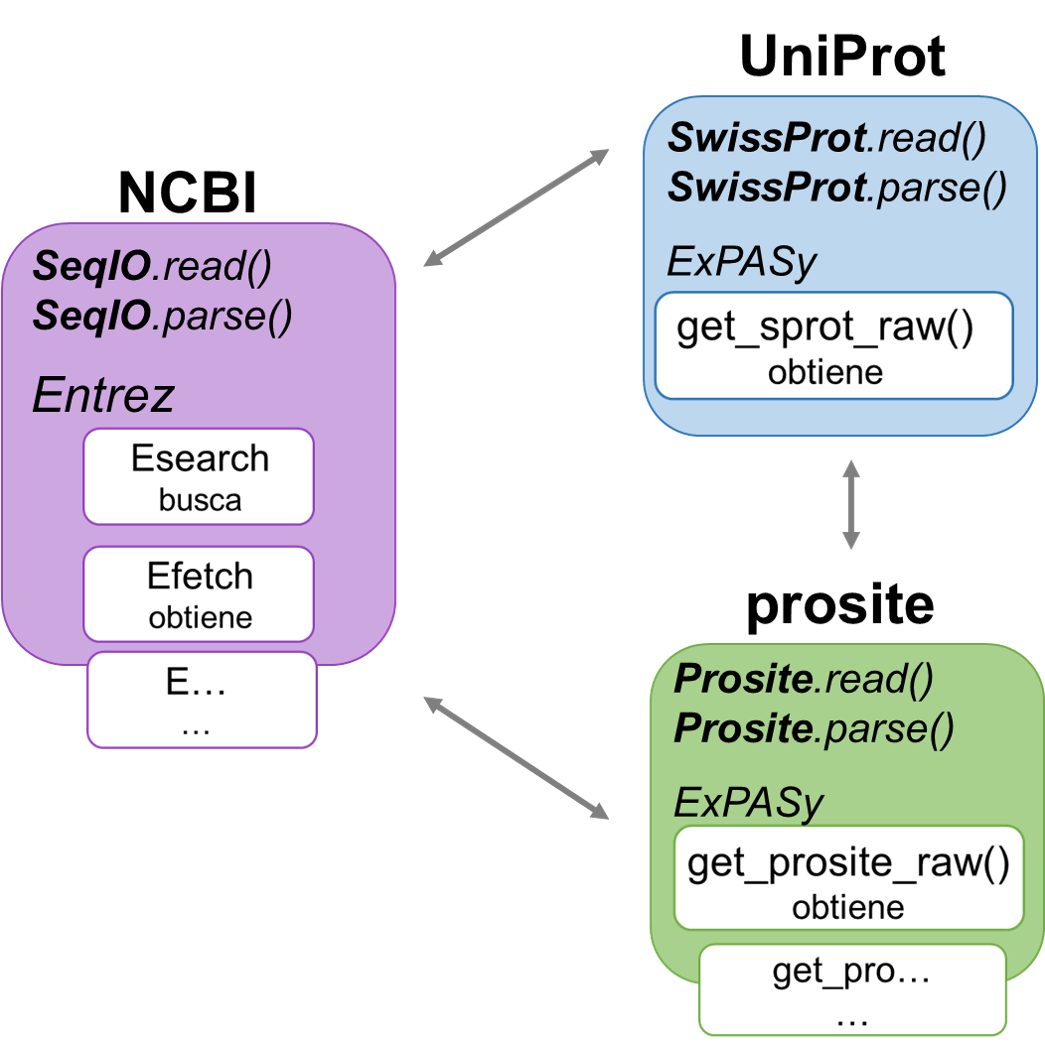 NCBI
SeqIO.read()
SeqIO.parse()
Entrez
Esearch
busca
Efetch
obtiene
E...
...
UniProt
SwissProt.read()
SwissProt.parse()
ExPASy
get_sprot_raw()
obtiene
prosite
Prosite.read()
Prosite.parse()
ExPASy
get_prosite_raw()
obtiene
get_pro...
...